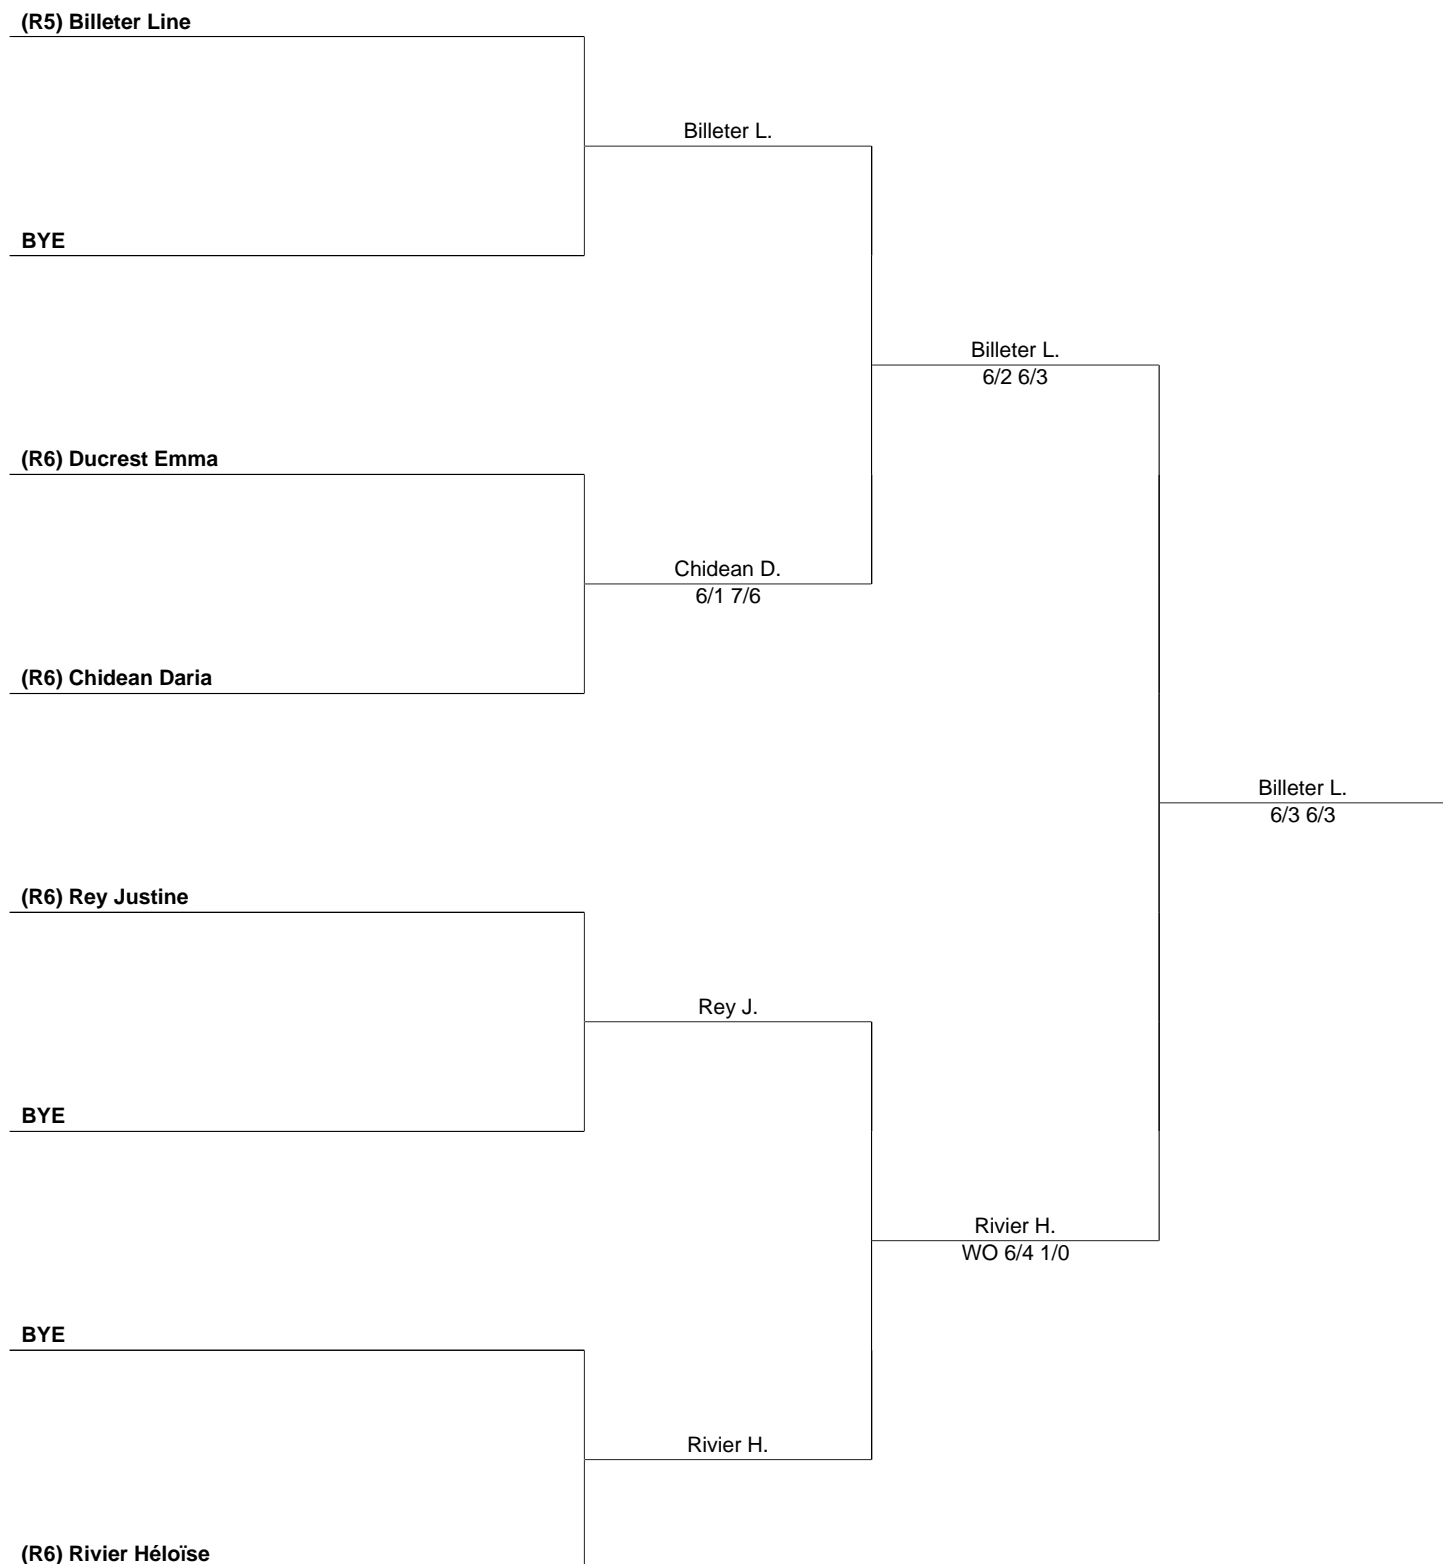 (R5) Billeter Line
Billeter L.
BYE
Billeter L.
6/2 6/3
(R6) Ducrest Emma
Chidean D.
6/1 7/6
(R6) Chidean Daria
Billeter L.
6/3 6/3
(R6) Rey Justine
Rey J.
BYE
Rivier H.
WO 6/4 1/0
BYE
Rivier H.
(R6) Rivier Héloïse